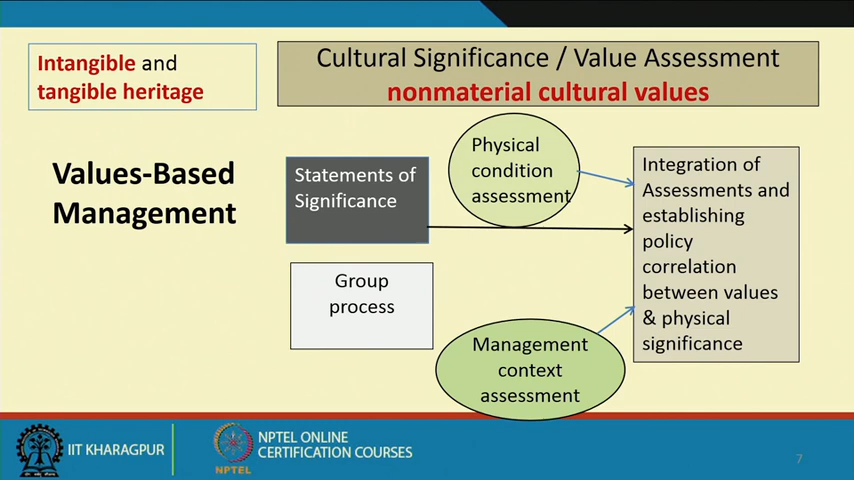 Intangible and
tangible heritage
Cultural Significance / Value Assessment
nonmaterial cultural values
Values-Based
Management
Statements of
Significance
Physical
condition
assessment
Integration of
Assessments and
establishing
policy
correlation
between values
& physical
significance
Group
process
Management
context
assessment
IIT KHARAGPUR
NPTEL
NPTEL ONLINE
CERTIFICATION COURSES
7